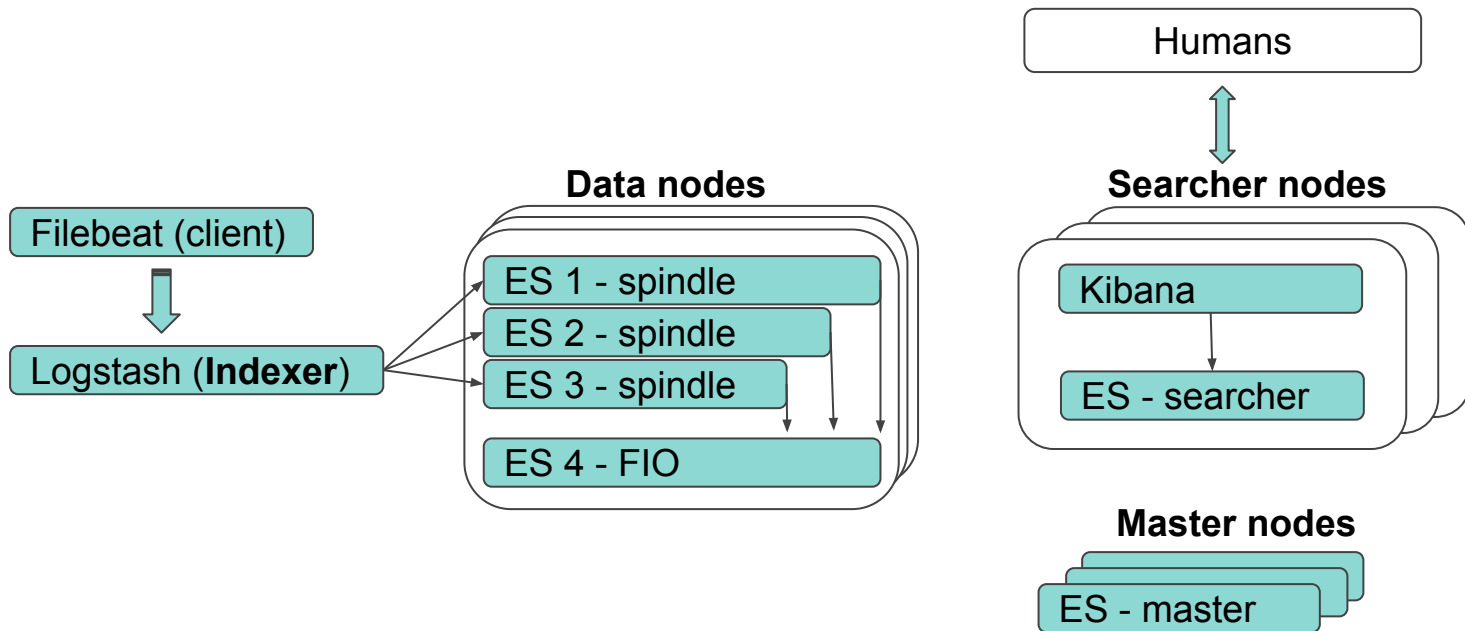 Humans
Data nodes
Searcher nodes
Filebeat (client)
Logstash (Indexer)
ES 1 - spindle
ES 2 - spindle
ES 3 - spindle
ES 4 - FIO
Kibana
ES - searcher
Master nodes
ES - master